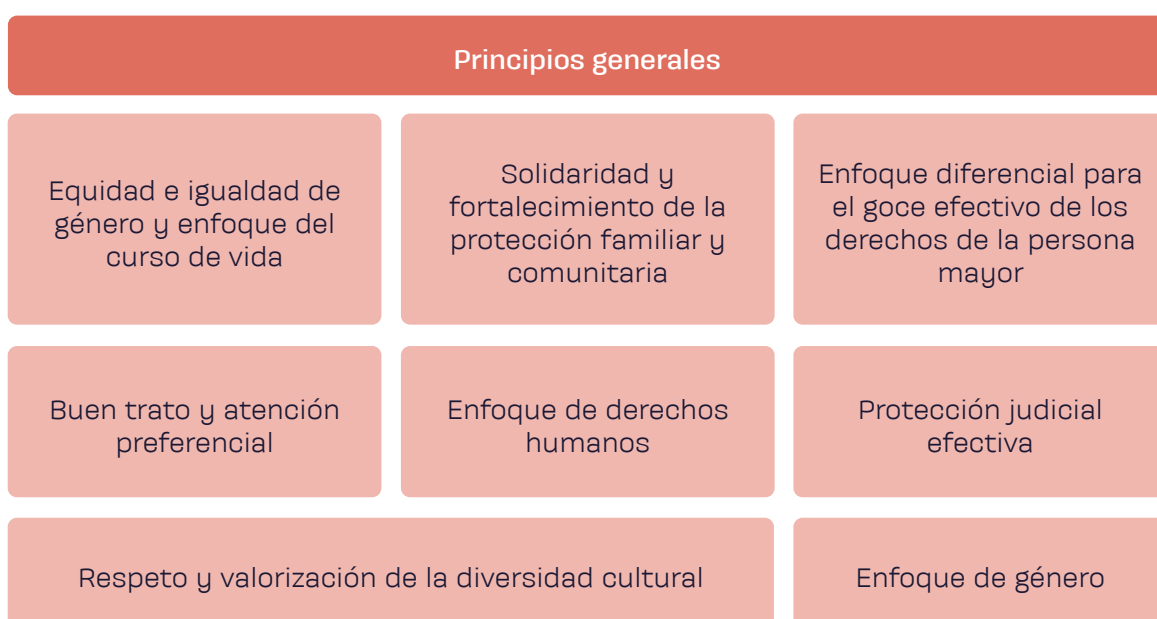 Principios generales
Equidad e igualdad de
género y enfoque del
curso de vida
Solidaridad y
fortalecimiento de la
protección familiar y
comunitaria
Enfoque diferencial para
el goce efectivo de los
derechos de la persona
mayor
Buen trato y atención
preferencial
Enfoque de derechos
humanos
Protección judicial
efectiva
Respeto y valorización de la diversidad cultural
Enfoque de género